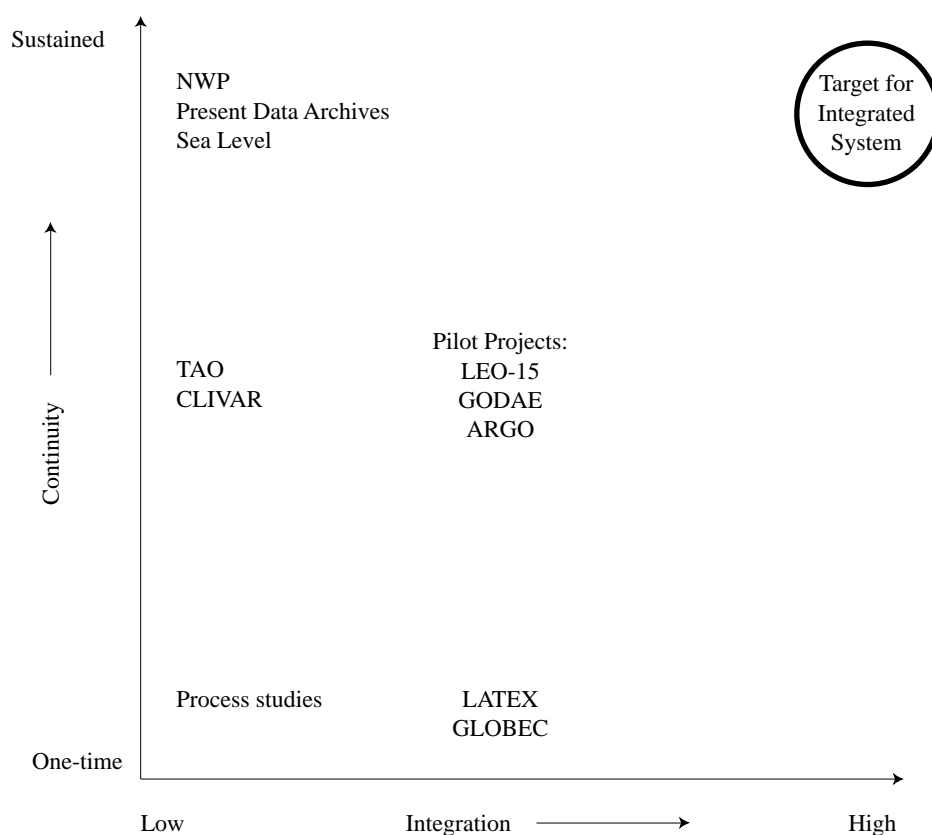 Sustained
NWP
Present Data Archives
Sea Level
Target for
Integrated
System
Continuity
TAO
CLIVAR
Pilot Projects:
LEO-15
GODAE
ARGO
Process studies
LATEX
GLOBEC
One-time
Low
Integration
High